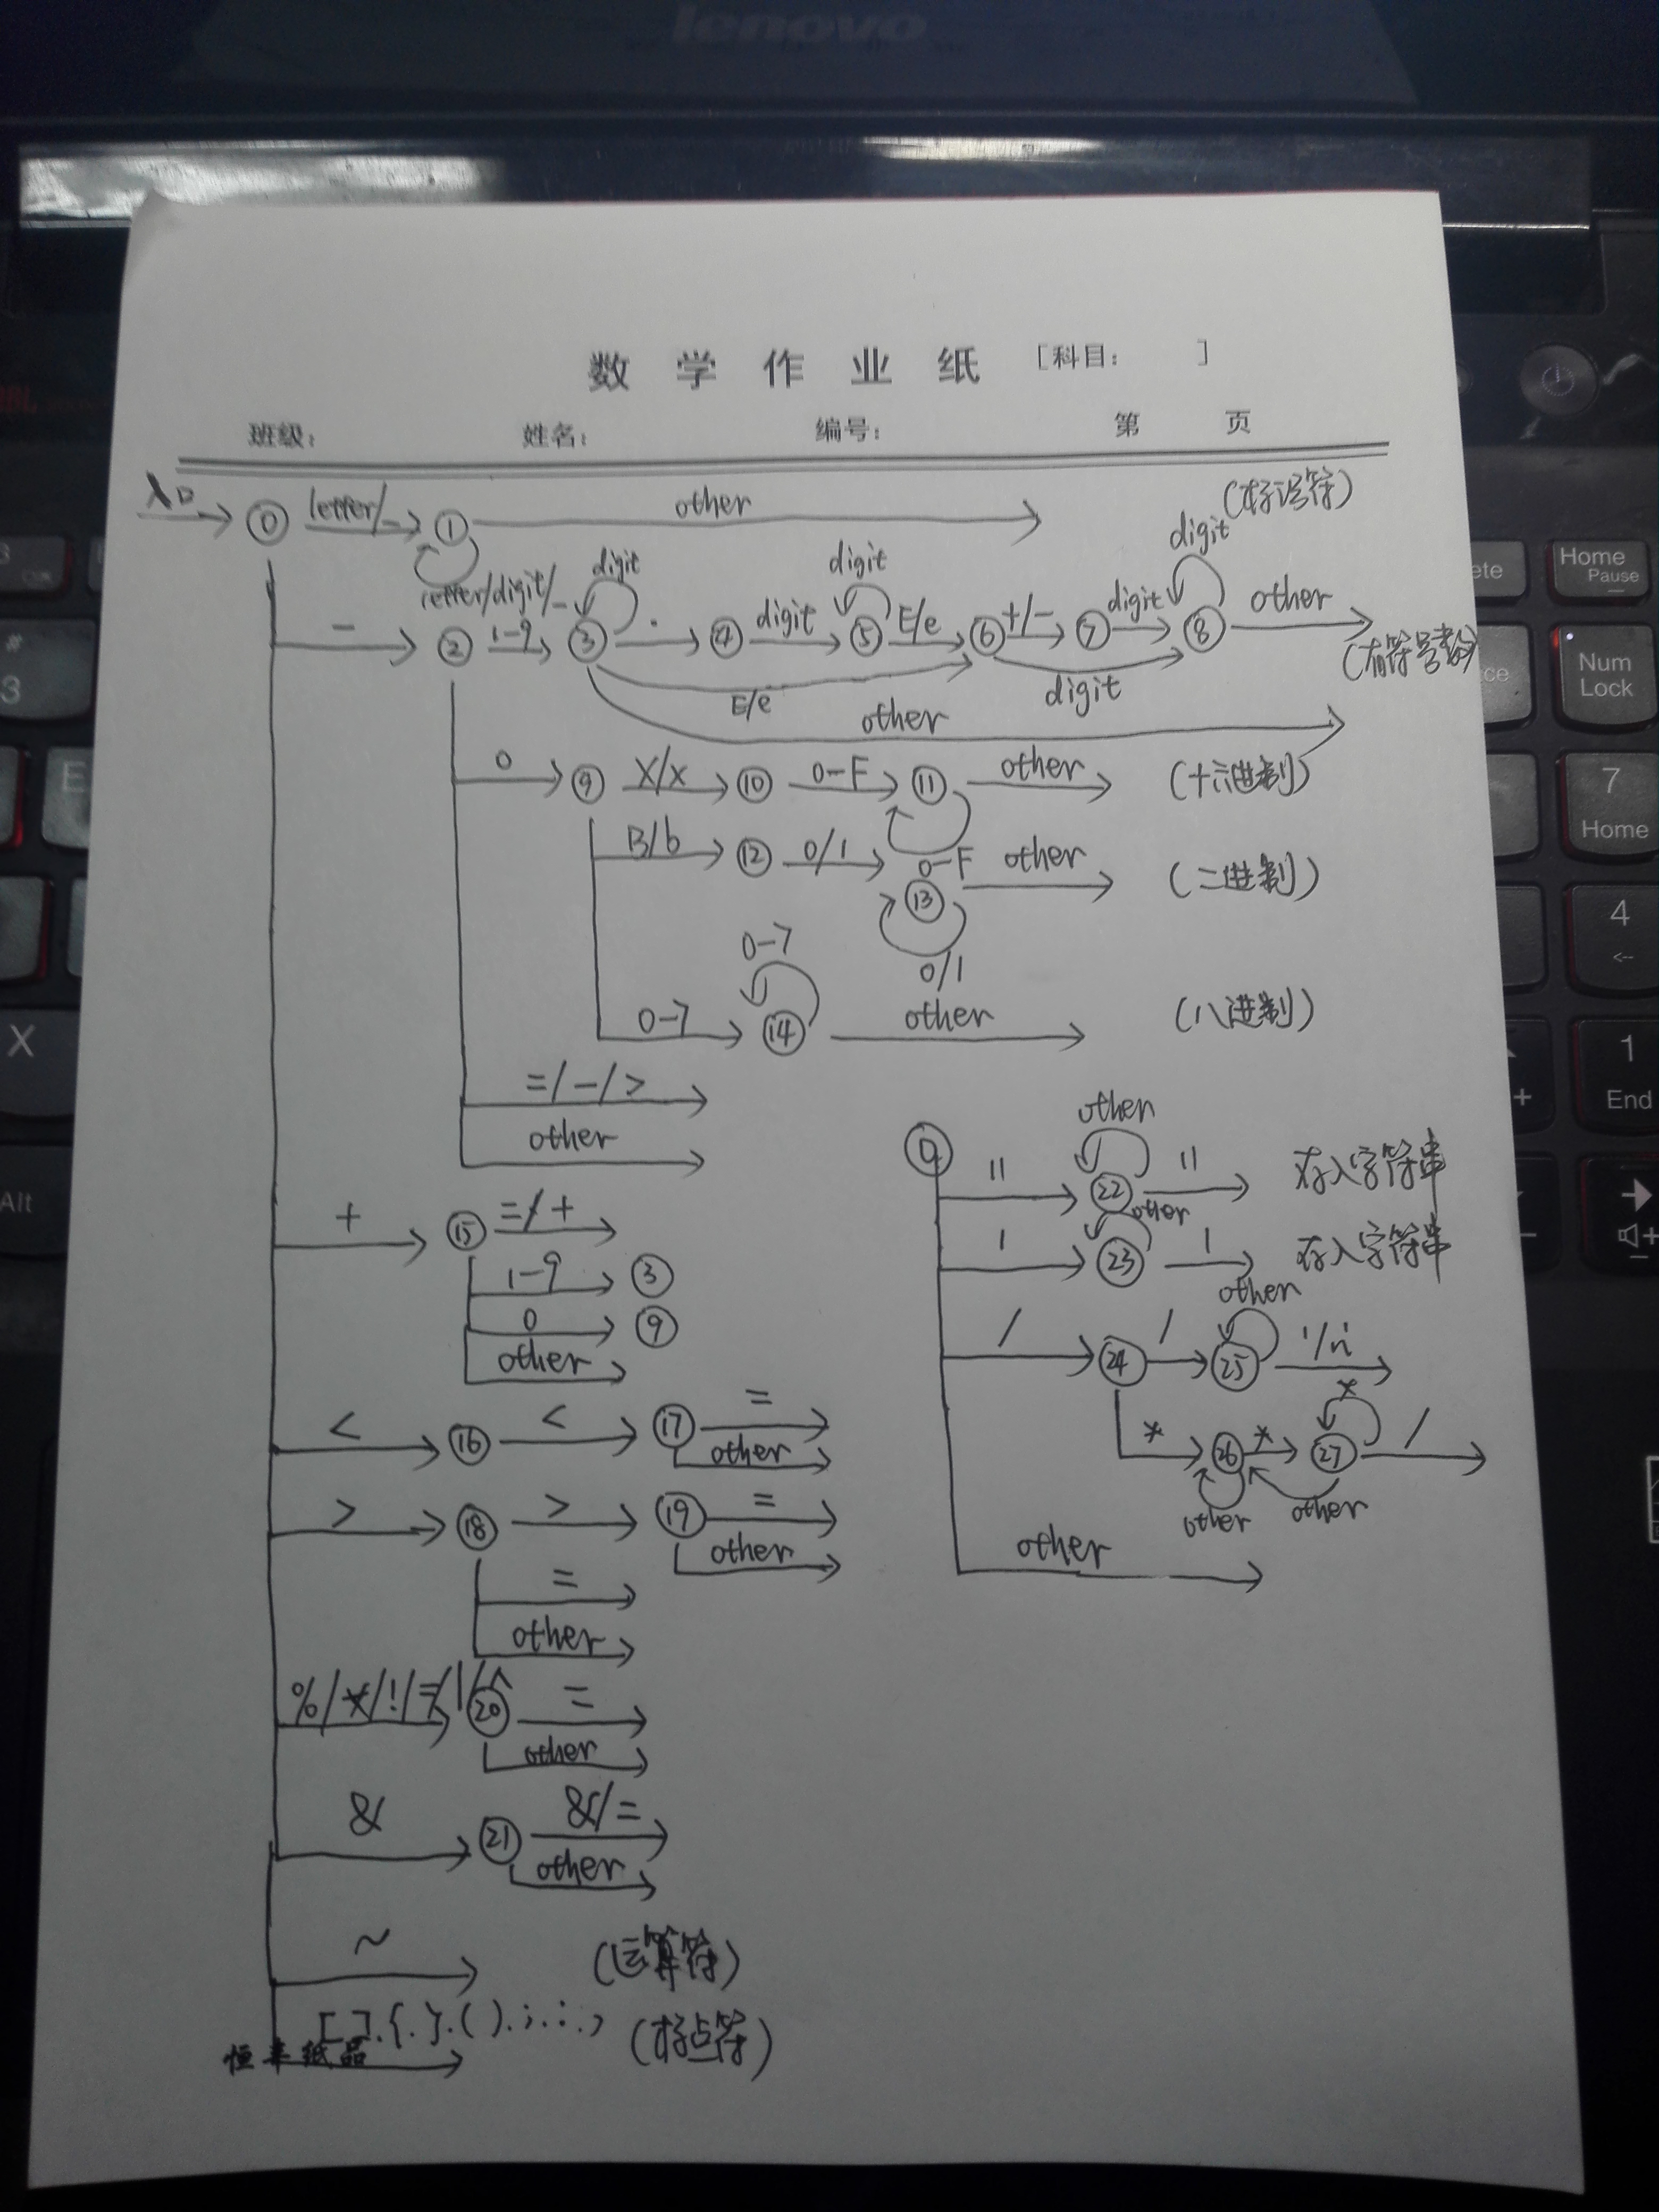 lenovo
数 学 作 业 纸 [科目: ]
班级: 姓名: 编号: 第 页
入口 0 letter/_ 1 other (标识符)
letter/digit/_
digit digit digit
- 2 1-9 3 . 4 digit 5 E/e 6 +/- 7 digit 8 other
(有符号数)
E/e digit
other
0 9 X/x 10 0-F 11 other (十六进制)
0-F
B/b 12 0/1 13 other (二进制)
0/1
0-7
0-7 14 other (八进制)
=/-/>
other
+ 15 =/+
1-9 3
0 9
other
< 16 < 17 =
other
> 18 > 19 =
other
=
other
%/*/!/=/|/^ 20 =
other
& 21 &/=
other
~ (运算符)
[ ].{.}.( ).;.:., (标点符)
恒丰纸品
0
other
" 22 " 存入字符串
other
' 23 ' 存入字符串
other
/ 24 / 25 '\n'
*
* 26 * 27 /
other other
other
Home
Pause
Num
Lock
7
Home
4
<--
1
End
#
3
E
X
Alt